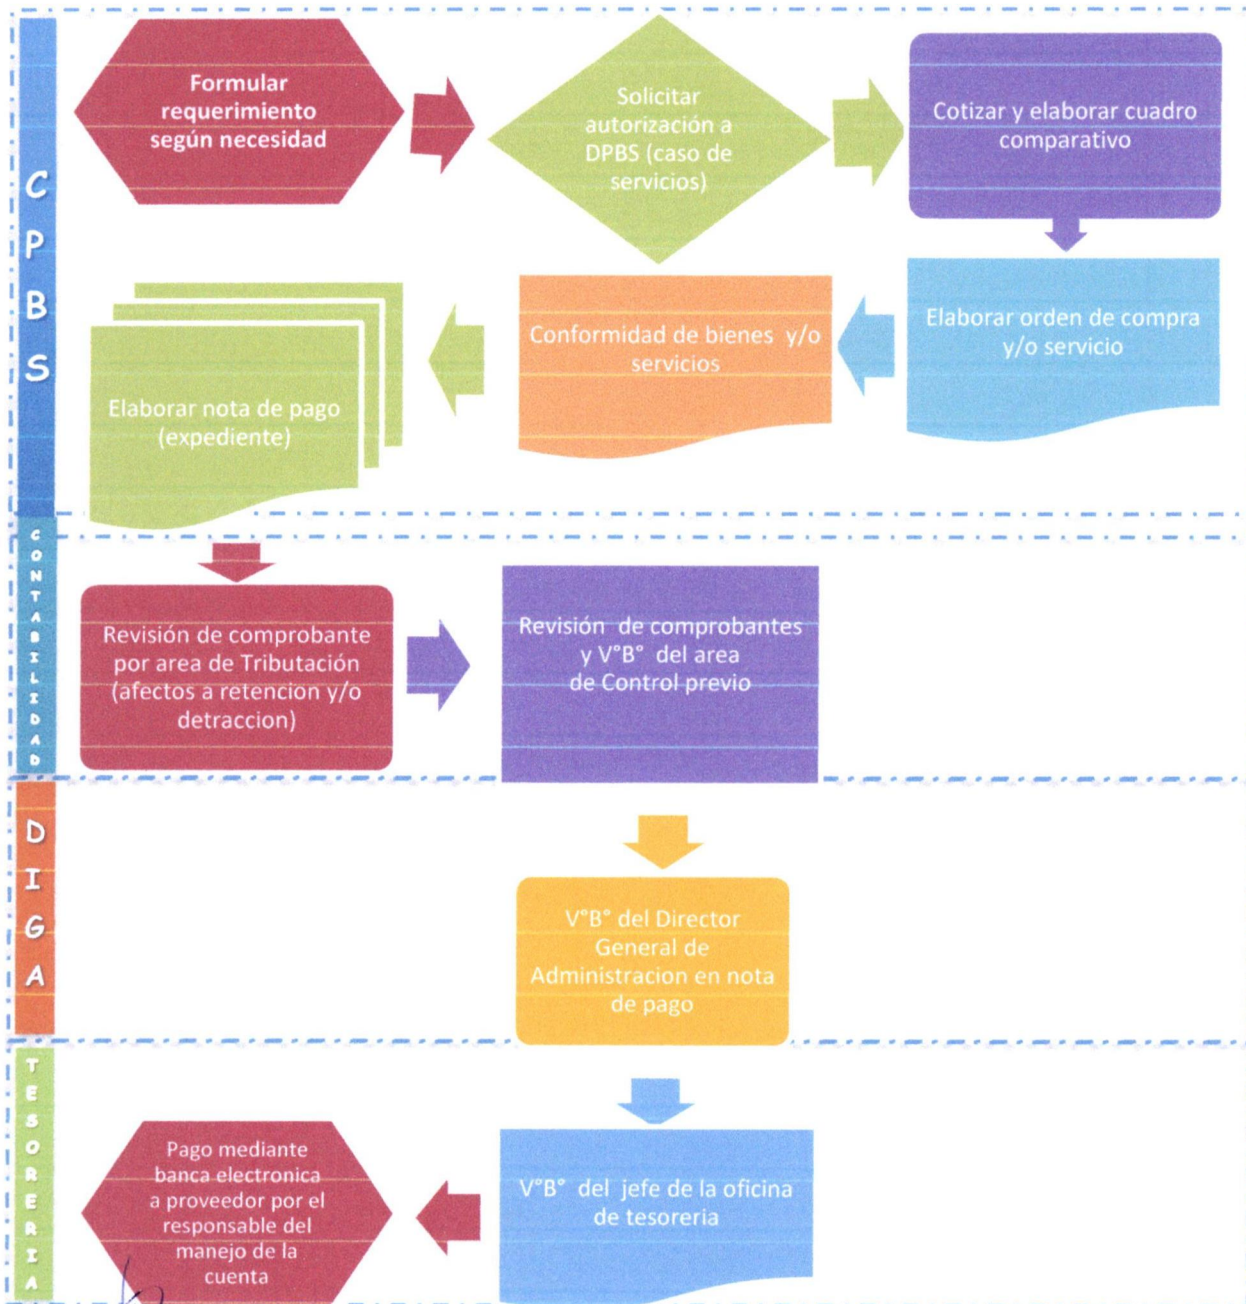 CPBS
Formular
requerimiento
según necesidad
Solicitar
autorización a
DPBS (caso de
servicios)
Cotizar y elaborar cuadro
comparativo
Elaborar orden de compra
y/o servicio
Conformidad de bienes y/o
servicios
Elaborar nota de pago
(expediente)
CONTABILIDAD
Revisión de comprobante
por area de Tributación
(afectos a retencion y/o
detraccion)
Revisión de comprobantes
y V°B° del area
de Control previo
DIGA
V°B° del Director
General de
Administracion en nota
de pago
TESORERIA
V°B° del jefe de la oficina
de tesoreria
Pago mediante
banca electronica
a proveedor por el
responsable del
manejo de la
cuenta